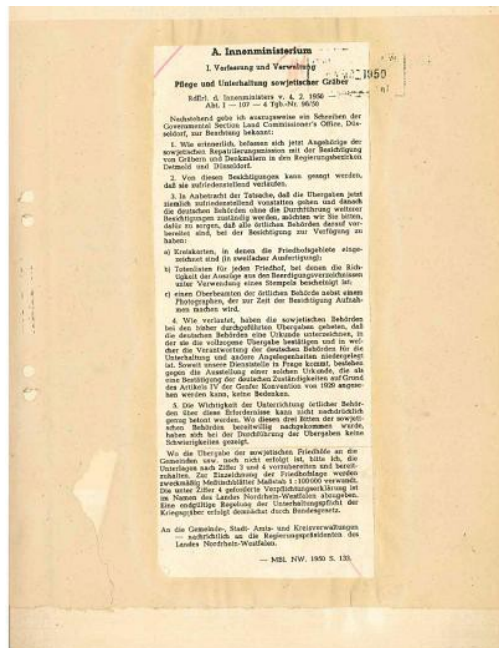 A. Innenministerium
I. Verfassung und Verwaltung
1950
Pflege und Unterhaltung sowjetischer Gräber
RdErl. d. Innenministers v. 4. 2. 1950
Abt. I — 107 — 4 Tgb.-Nr. 96/50
Nachstehend gebe ich auszugsweise ein Schreiben der
Governmental Section Land Commissioner's Office, Düs-
seldorf, zur Beachtung bekannt:
1. Wie erinnerlich, befassen sich jetzt Angehörige der
sowjetischen Repatriierungsmission mit der Besichtigung
von Gräbern und Denkmälern in den Regierungsbezirken
Detmold und Düsseldorf.
2. Von diesen Besichtigungen kann gesagt werden,
daß sie zufriedenstellend verlaufen.
3. In Anbetracht der Tatsache, daß die Übergaben jetzt
ziemlich zufriedenstellend vonstatten gehen und danach
die deutschen Behörden ohne die Durchführung weiterer
Besichtigungen zuständig werden, möchten wir Sie bitten,
dafür zu sorgen, daß alle örtlichen Behörden darauf vor-
bereitet sind, bei der Besichtigung zur Verfügung zu
haben:
a) Kreiskarten, in denen die Friedhofsgebiete einge-
zeichnet sind (in zweifacher Ausfertigung);
b) Totenlisten für jeden Friedhof, bei denen die Rich-
tigkeit der Auszüge aus den Beerdigungsverzeichnissen
unter Verwendung eines Stempels bescheinigt ist;
c) einen Oberbeamten der örtlichen Behörde nebst einem
Photographen, der zur Zeit der Besichtigung Aufnah-
men machen wird.
4. Wie verlautet, haben die sowjetischen Behörden
bei den bisher durchgeführten Übergaben gebeten, daß
die deutschen Behörden eine Urkunde unterzeichnen, in
der sie die vollzogene Übergabe bestätigen und in wel-
cher die Verantwortung der deutschen Behörden für die
Unterhaltung und andere Angelegenheiten niedergelegt
ist. Soweit unsere Dienststelle in Frage kommt, bestehen
gegen die Ausstellung einer solchen Urkunde, die als
eine Bestätigung der deutschen Zuständigkeiten auf Grund
des Artikels IV der Genfer Konvention von 1929 angese-
hen werden kann, keine Bedenken.
5. Die Wichtigkeit der Unterrichtung örtlicher Behör-
den über diese Erfordernisse kann nicht nachdrücklich
genug betont werden. Wo diesen drei Bitten der sowjeti-
schen Behörden bereitwillig nachgekommen wurde,
haben sich bei der Durchführung der Übergaben keine
Schwierigkeiten gezeigt.
Wo die Übergabe der sowjetischen Friedhöfe an die
Gemeinden usw. noch nicht erfolgt ist, bitte ich, die
Unterlagen nach Ziffer 3 und 4 vorzubereiten und bereit-
zuhalten. Zur Einzeichnung der Friedhofslage werden
zweckmäßig Meßtischblätter Maßstab 1 : 100 000 verwandt.
Die unter Ziffer 4 geforderte Verpflichtungserklärung ist
im Namen des Landes Nordrhein-Westfalen abzugeben.
Eine endgültige Regelung der Unterhaltungspflicht der
Kriegsgräber erfolgt demnächst durch Bundesgesetz.
An die Gemeinde-, Stadt- Amts- und Kreisverwaltungen
— nachrichtlich an die Regierungspräsidenten des
Landes Nordrhein-Westfalen.
— MBl. NW. 1950 S. 133.